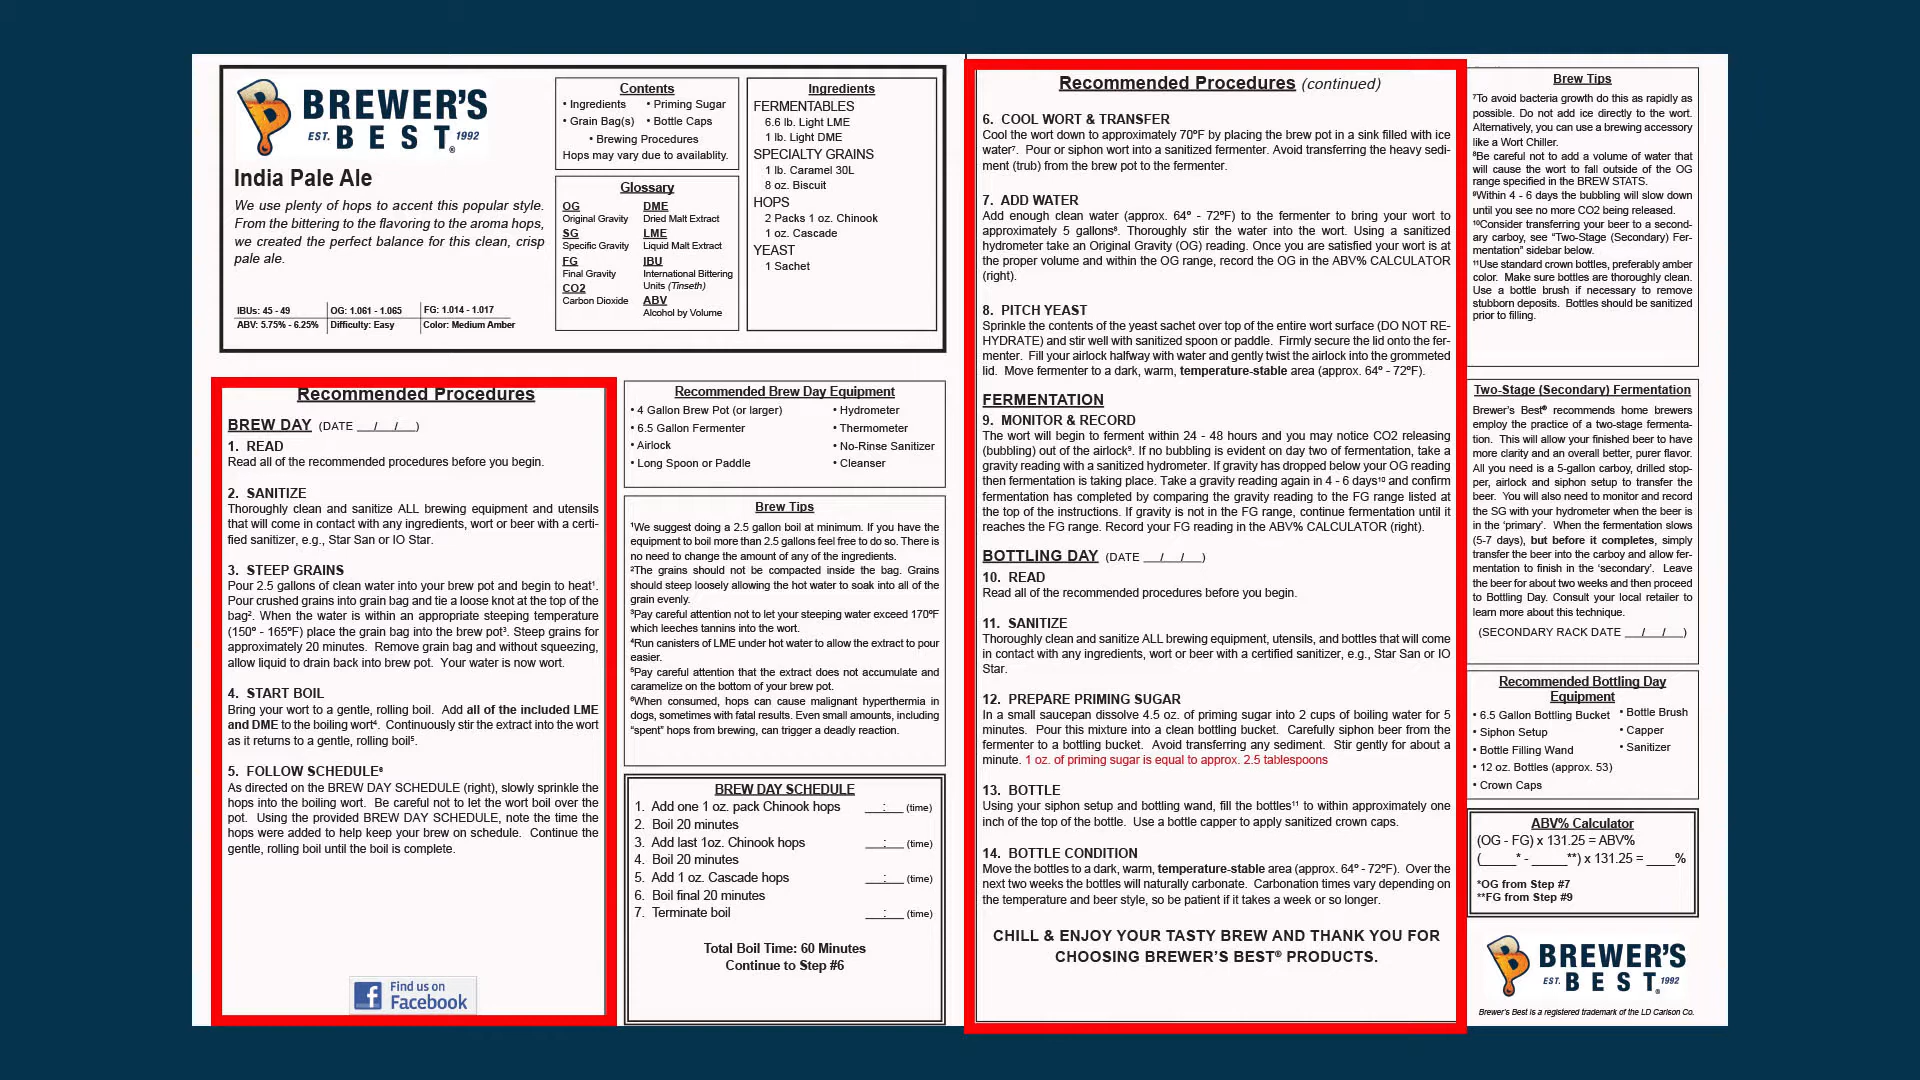 BREWER'S
EST. BEST® 1992
India Pale Ale
We use plenty of hops to accent this popular style.
From the bittering to the flavoring to the aroma hops,
we created the perfect balance for this clean, crisp
pale ale.
IBUs: 45 - 49 OG: 1.061 - 1.065 FG: 1.014 - 1.017
ABV: 5.75% - 6.25% Difficulty: Easy Color: Medium Amber
Contents
• Ingredients • Priming Sugar
• Grain Bag(s) • Bottle Caps
• Brewing Procedures
Hops may vary due to availablity.
Glossary
OG
Original Gravity
SG
Specific Gravity
FG
Final Gravity
CO2
Carbon Dioxide
DME
Dried Malt Extract
LME
Liquid Malt Extract
IBU
International Bittering
Units (Tinseth)
ABV
Alcohol by Volume
Ingredients
FERMENTABLES
6.6 lb. Light LME
1 lb. Light DME
SPECIALTY GRAINS
1 lb. Caramel 30L
8 oz. Biscuit
HOPS
2 Packs 1 oz. Chinook
1 oz. Cascade
YEAST
1 Sachet
Recommended Procedures
BREW DAY (DATE ___/___/___)
1. READ
Read all of the recommended procedures before you begin.
2. SANITIZE
Thoroughly clean and sanitize ALL brewing equipment and utensils
that will come in contact with any ingredients, wort or beer with a certi-
fied sanitizer, e.g., Star San or IO Star.
3. STEEP GRAINS
Pour 2.5 gallons of clean water into your brew pot and begin to heat¹.
Pour crushed grains into grain bag and tie a loose knot at the top of the
bag². When the water is within an appropriate steeping temperature
(150º - 165ºF) place the grain bag into the brew pot³. Steep grains for
approximately 20 minutes. Remove grain bag and without squeezing,
allow liquid to drain back into brew pot. Your water is now wort.
4. START BOIL
Bring your wort to a gentle, rolling boil. Add all of the included LME
and DME to the boiling wort⁴. Continuously stir the extract into the wort
as it returns to a gentle, rolling boil⁵.
5. FOLLOW SCHEDULE⁶
As directed on the BREW DAY SCHEDULE (right), slowly sprinkle the
hops into the boiling wort. Be careful not to let the wort boil over the
pot. Using the provided BREW DAY SCHEDULE, note the time the
hops were added to help keep your brew on schedule. Continue the
gentle, rolling boil until the boil is complete.
Find us on
Facebook
Recommended Brew Day Equipment
• 4 Gallon Brew Pot (or larger) • Hydrometer
• 6.5 Gallon Fermenter • Thermometer
• Airlock • No-Rinse Sanitizer
• Long Spoon or Paddle • Cleanser
Brew Tips
¹We suggest doing a 2.5 gallon boil at minimum. If you have the
equipment to boil more than 2.5 gallons feel free to do so. There is
no need to change the amount of any of the ingredients.
²The grains should not be compacted inside the bag. Grains
should steep loosely allowing the hot water to soak into all of the
grain evenly.
³Pay careful attention not to let your steeping water exceed 170ºF
which leeches tannins into the wort.
⁴Run canisters of LME under hot water to allow the extract to pour
easier.
⁵Pay careful attention that the extract does not accumulate and
caramelize on the bottom of your brew pot.
⁶When consumed, hops can cause malignant hyperthermia in
dogs, sometimes with fatal results. Even small amounts, including
“spent” hops from brewing, can trigger a deadly reaction.
BREW DAY SCHEDULE
1. Add one 1 oz. pack Chinook hops ___:___ (time)
2. Boil 20 minutes
3. Add last 1oz. Chinook hops ___:___ (time)
4. Boil 20 minutes
5. Add 1 oz. Cascade hops ___:___ (time)
6. Boil final 20 minutes
7. Terminate boil ___:___ (time)
Total Boil Time: 60 Minutes
Continue to Step #6
Recommended Procedures (continued)
6. COOL WORT & TRANSFER
Cool the wort down to approximately 70ºF by placing the brew pot in a sink filled with ice
water⁷. Pour or siphon wort into a sanitized fermenter. Avoid transferring the heavy sedi-
ment (trub) from the brew pot to the fermenter.
7. ADD WATER
Add enough clean water (approx. 64º - 72ºF) to the fermenter to bring your wort to
approximately 5 gallons⁸. Thoroughly stir the water into the wort. Using a sanitized
hydrometer take an Original Gravity (OG) reading. Once you are satisfied your wort is at
the proper volume and within the OG range, record the OG in the ABV% CALCULATOR
(right).
8. PITCH YEAST
Sprinkle the contents of the yeast sachet over top of the entire wort surface (DO NOT RE-
HYDRATE) and stir well with sanitized spoon or paddle. Firmly secure the lid onto the fer-
menter. Fill your airlock halfway with water and gently twist the airlock into the grommeted
lid. Move fermenter to a dark, warm, temperature-stable area (approx. 64º - 72ºF).
FERMENTATION
9. MONITOR & RECORD
The wort will begin to ferment within 24 - 48 hours and you may notice CO2 releasing
(bubbling) out of the airlock⁹. If no bubbling is evident on day two of fermentation, take a
gravity reading with a sanitized hydrometer. If gravity has dropped below your OG reading
then fermentation is taking place. Take a gravity reading again in 4 - 6 days¹⁰ and confirm
fermentation has completed by comparing the gravity reading to the FG range listed at
the top of the instructions. If gravity is not in the FG range, continue fermentation until it
reaches the FG range. Record your FG reading in the ABV% CALCULATOR (right).
BOTTLING DAY (DATE ___/___/___)
10. READ
Read all of the recommended procedures before you begin.
11. SANITIZE
Thoroughly clean and sanitize ALL brewing equipment, utensils, and bottles that will come
in contact with any ingredients, wort or beer with a certified sanitizer, e.g., Star San or IO
Star.
12. PREPARE PRIMING SUGAR
In a small saucepan dissolve 4.5 oz. of priming sugar into 2 cups of boiling water for 5
minutes. Pour this mixture into a clean bottling bucket. Carefully siphon beer from the
fermenter to a bottling bucket. Avoid transferring any sediment. Stir gently for about a
minute. 1 oz. of priming sugar is equal to approx. 2.5 tablespoons
13. BOTTLE
Using your siphon setup and bottling wand, fill the bottles¹¹ to within approximately one
inch of the top of the bottle. Use a bottle capper to apply sanitized crown caps.
14. BOTTLE CONDITION
Move the bottles to a dark, warm, temperature-stable area (approx. 64º - 72ºF). Over the
next two weeks the bottles will naturally carbonate. Carbonation times vary depending on
the temperature and beer style, so be patient if it takes a week or so longer.
CHILL & ENJOY YOUR TASTY BREW AND THANK YOU FOR
CHOOSING BREWER'S BEST® PRODUCTS.
Brew Tips
⁷To avoid bacteria growth do this as rapidly as
possible. Do not add ice directly to the wort.
Alternatively, you can use a brewing accessory
like a Wort Chiller.
⁸Be careful not to add a volume of water that
will cause the wort to fall outside of the OG
range specified in the BREW STATS.
⁹Within 4 - 6 days the bubbling will slow down
until you see no more CO2 being released.
¹⁰Consider transferring your beer to a second-
ary carboy, see “Two-Stage (Secondary) Fer-
mentation” sidebar below.
¹¹Use standard crown bottles, preferably amber
color. Make sure bottles are thoroughly clean.
Use a bottle brush if necessary to remove
stubborn deposits. Bottles should be sanitized
prior to filling.
Two-Stage (Secondary) Fermentation
Brewer's Best® recommends home brewers
employ the practice of a two-stage fermenta-
tion. This will allow your finished beer to have
more clarity and an overall better, purer flavor.
All you need is a 5-gallon carboy, drilled stop-
per, airlock and siphon setup to transfer the
beer. You will also need to monitor and record
the SG with your hydrometer when the beer is
in the ‘primary’. When the fermentation slows
(5-7 days), but before it completes, simply
transfer the beer into the carboy and allow fer-
mentation to finish in the ‘secondary’. Leave
the beer for about two weeks and then proceed
to Bottling Day. Consult your local retailer to
learn more about this technique.
(SECONDARY RACK DATE ___/___/___)
Recommended Bottling Day
Equipment
• 6.5 Gallon Bottling Bucket • Bottle Brush
• Siphon Setup • Capper
• Bottle Filling Wand • Sanitizer
• 12 oz. Bottles (approx. 53)
• Crown Caps
ABV% Calculator
(OG - FG) x 131.25 = ABV%
(_____* - _____**) x 131.25 = ____%
*OG from Step #7
**FG from Step #9
BREWER'S
EST. BEST® 1992
Brewer's Best is a registered trademark of the LD Carlson Co.